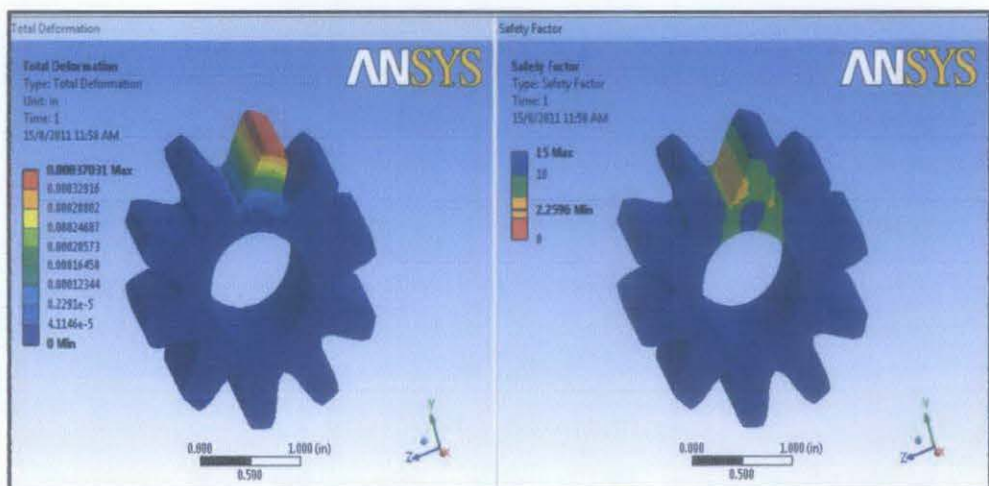 Total Deformation
ANSYS
Total Deformation
Type: Total Deformation
Unit: in
Time: 1
15/8/2011 11:58 AM
0.00037031 Max
0.00032916
0.00028802
0.00024687
0.00020573
0.00016458
0.00012344
8.2291e-5
4.1146e-5
0 Min
0.000
1.000 (in)
0.500
Y
Z
X
Safety Factor
ANSYS
Safety Factor
Type: Safety Factor
Time: 1
15/8/2011 11:58 AM
15 Max
10
2.2596 Min
0
0.000
1.000 (in)
0.500
Y
Z
X